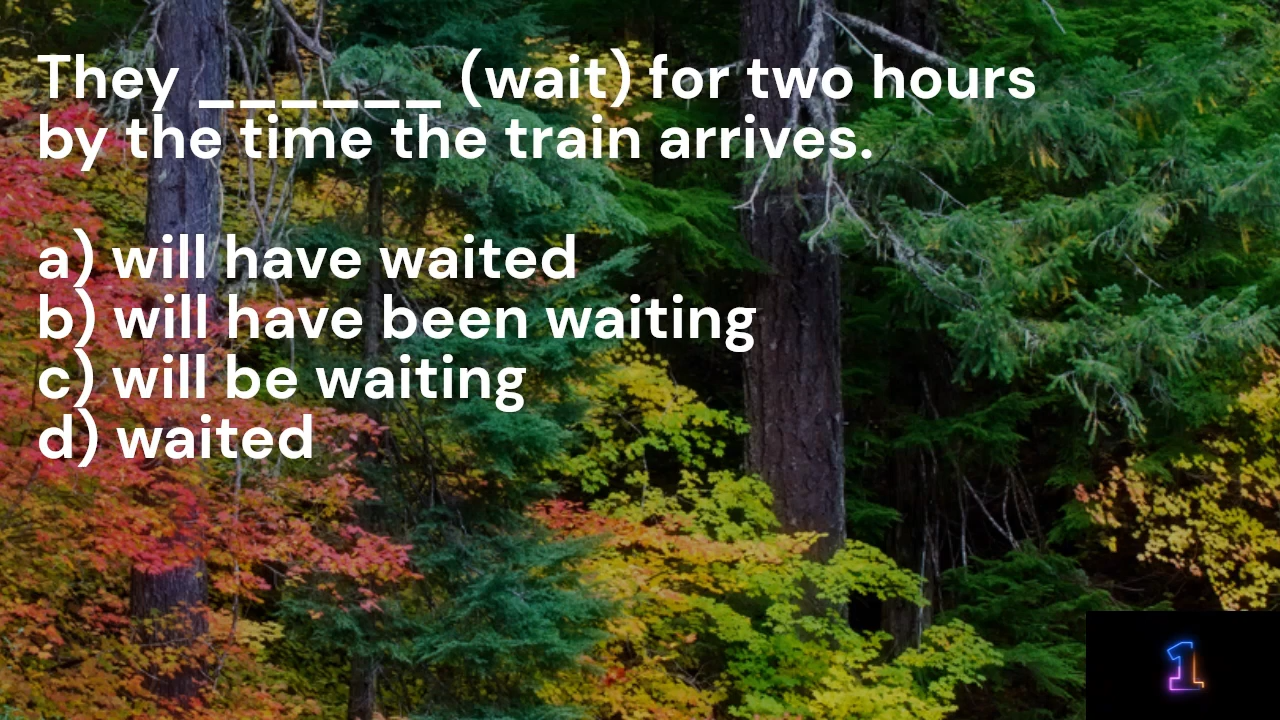 They ______ (wait) for two hours
by the time the train arrives.
a) will have waited
b) will have been waiting
c) will be waiting
d) waited
1